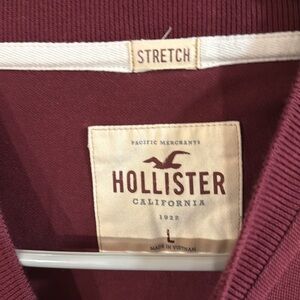 STRETCH
PACIFIC MERCHANTS
HOLLISTER
CALIFORNIA
1922
L
MADE IN VIETNAM